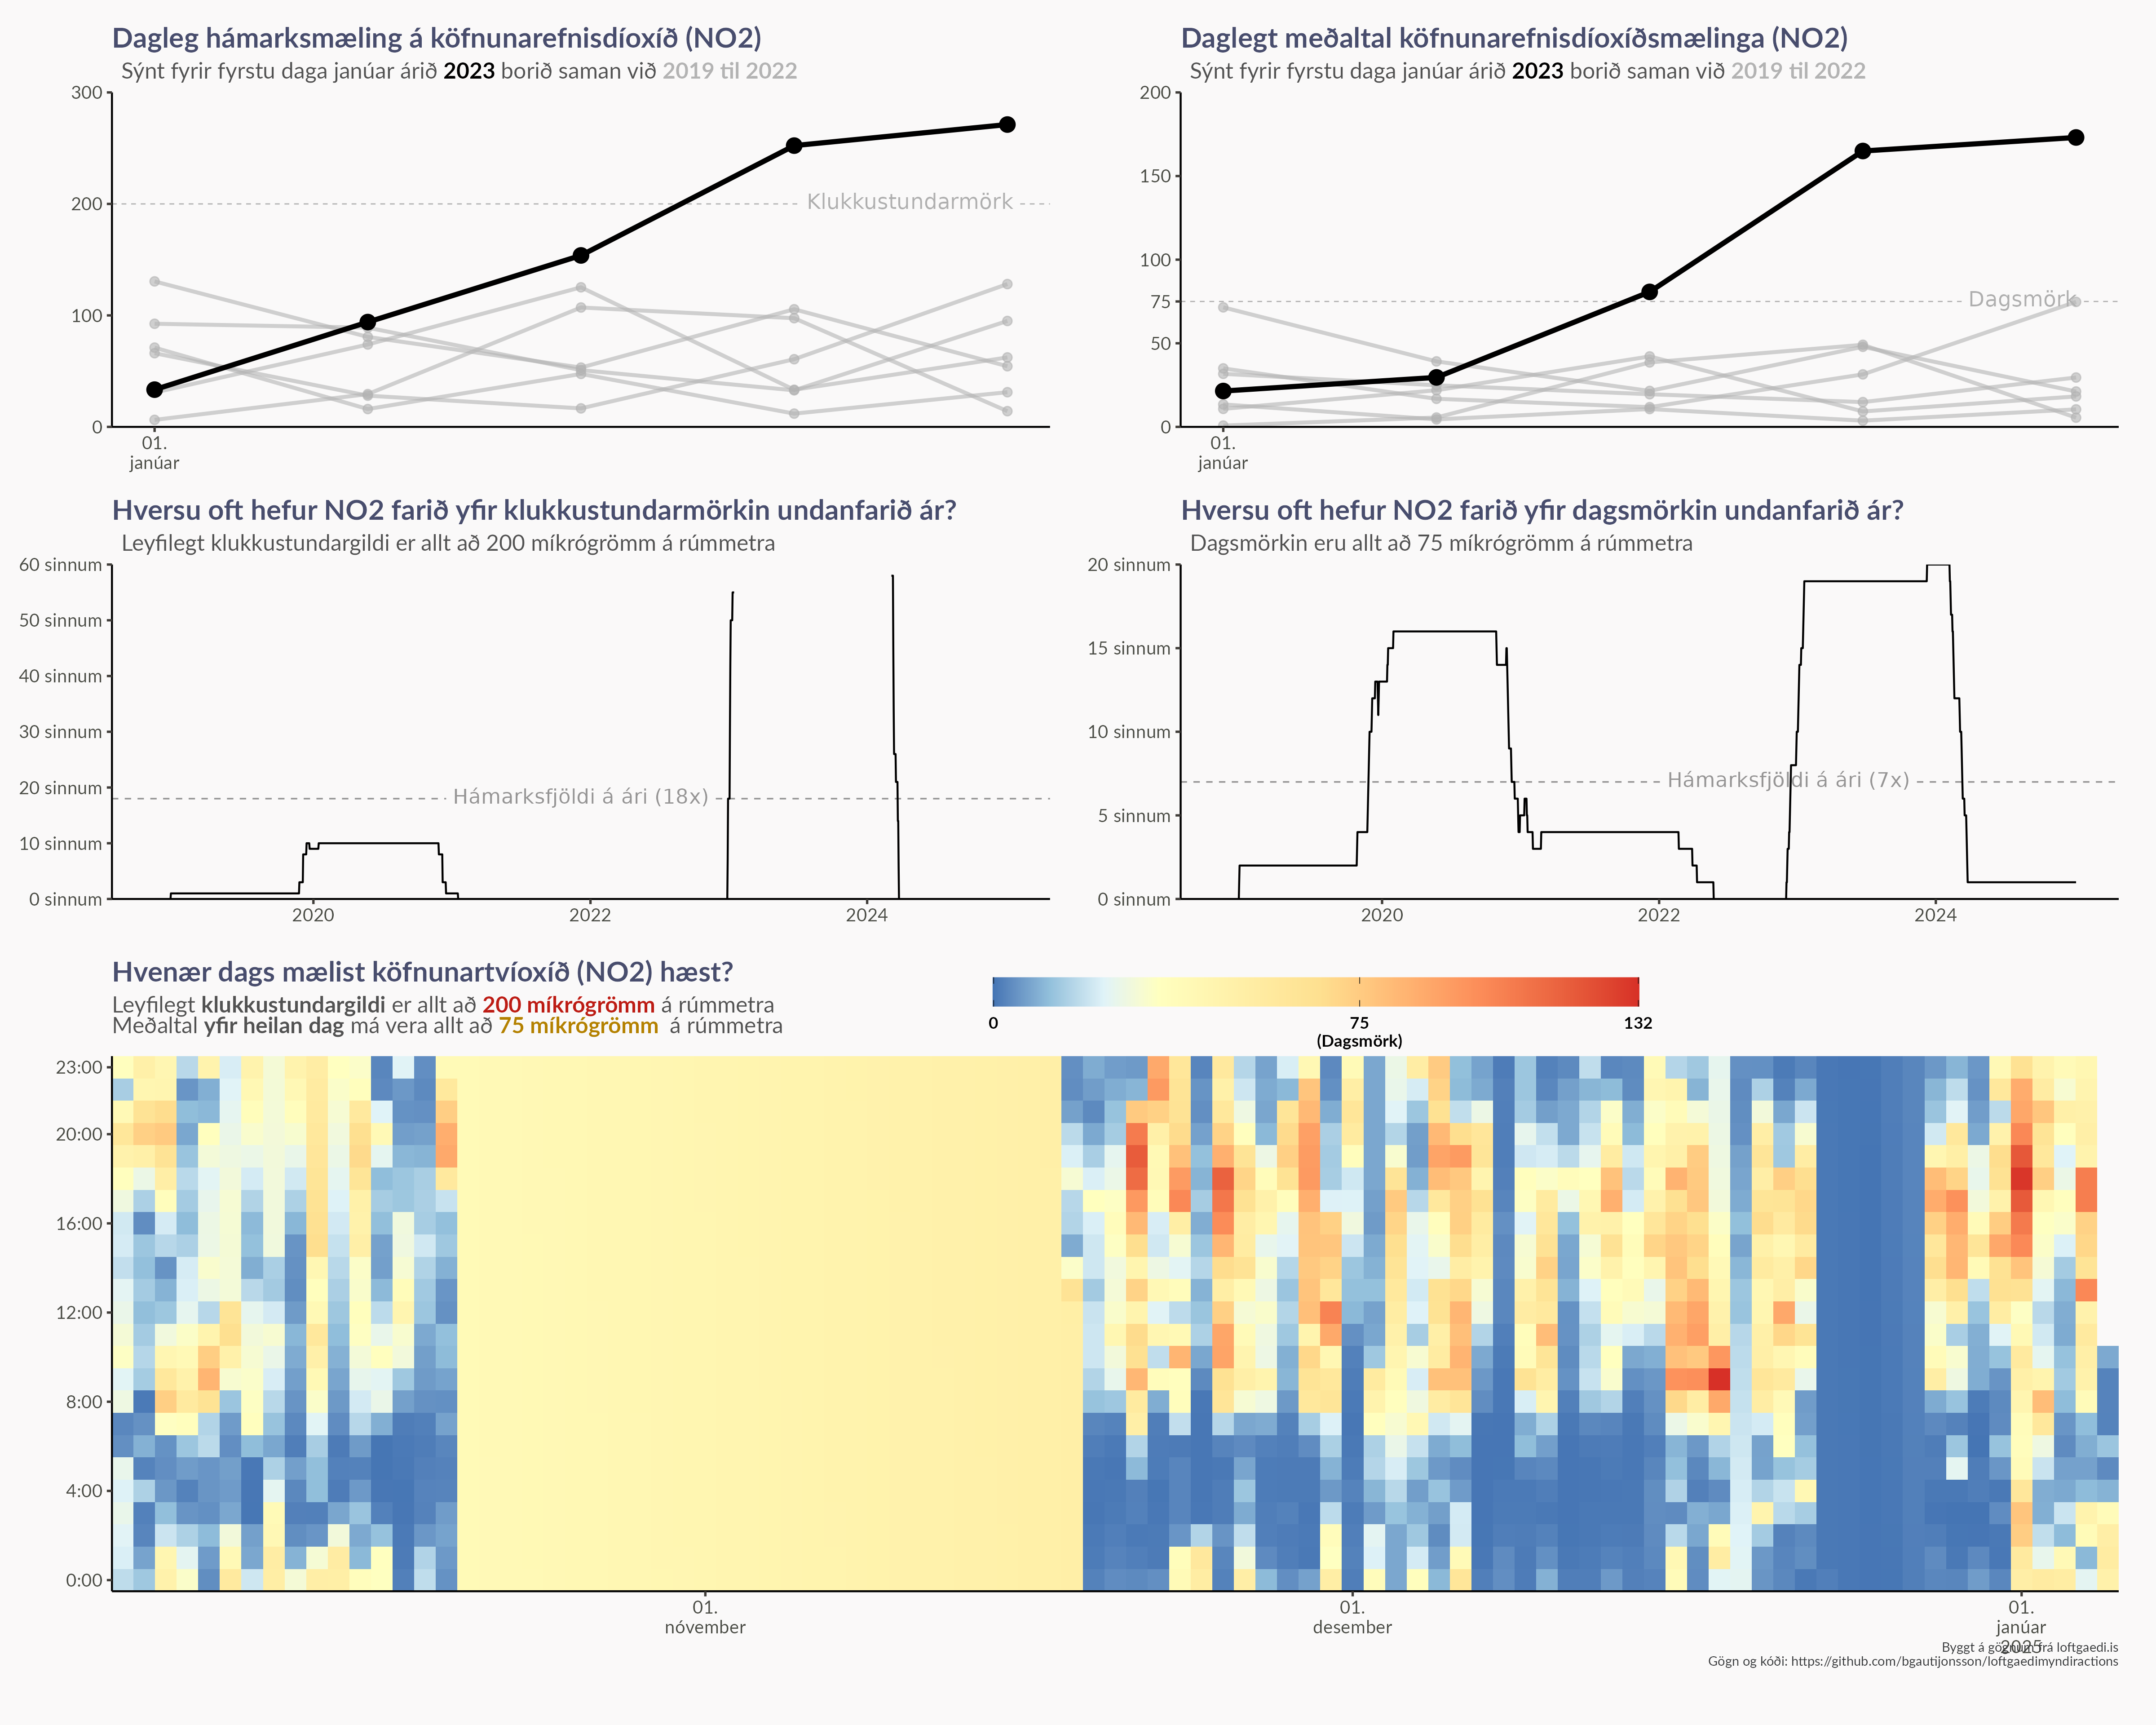 Dagleg hámarksmæling á köfnunarefnisdíoxíð (NO2)
Sýnt fyrir fyrstu daga janúar árið 2023 borið saman við 2019 til 2022
300
200
100
0
Klukkustundarmörk
01.
janúar
Daglegt meðaltal köfnunarefnisdíoxíðsmælinga (NO2)
Sýnt fyrir fyrstu daga janúar árið 2023 borið saman við 2019 til 2022
200
150
100
75
50
0
Dagsmörk
01.
janúar
Hversu oft hefur NO2 farið yfir klukkustundarmörkin undanfarið ár?
Leyfilegt klukkustundargildi er allt að 200 míkrógrömm á rúmmetra
60 sinnum
50 sinnum
40 sinnum
30 sinnum
20 sinnum
10 sinnum
0 sinnum
Hámarksfjöldi á ári (18x)
2020
2022
2024
Hversu oft hefur NO2 farið yfir dagsmörkin undanfarið ár?
Dagsmörkin eru allt að 75 míkrógrömm á rúmmetra
20 sinnum
15 sinnum
10 sinnum
5 sinnum
0 sinnum
Hámarksfjöldi á ári (7x)
2020
2022
2024
Hvenær dags mælist köfnunartvíoxíð (NO2) hæst?
Leyfilegt klukkustundargildi er allt að 200 míkrógrömm á rúmmetra
Meðaltal yfir heilan dag má vera allt að 75 míkrógrömm á rúmmetra
0
75
(Dagsmörk)
132
23:00
20:00
16:00
12:00
8:00
4:00
0:00
01.
nóvember
01.
desember
01.
janúar
2025
Byggt á gögnum frá loftgaedi.is
Gögn og kóði: https://github.com/bgautijonsson/loftgaedimyndiractions